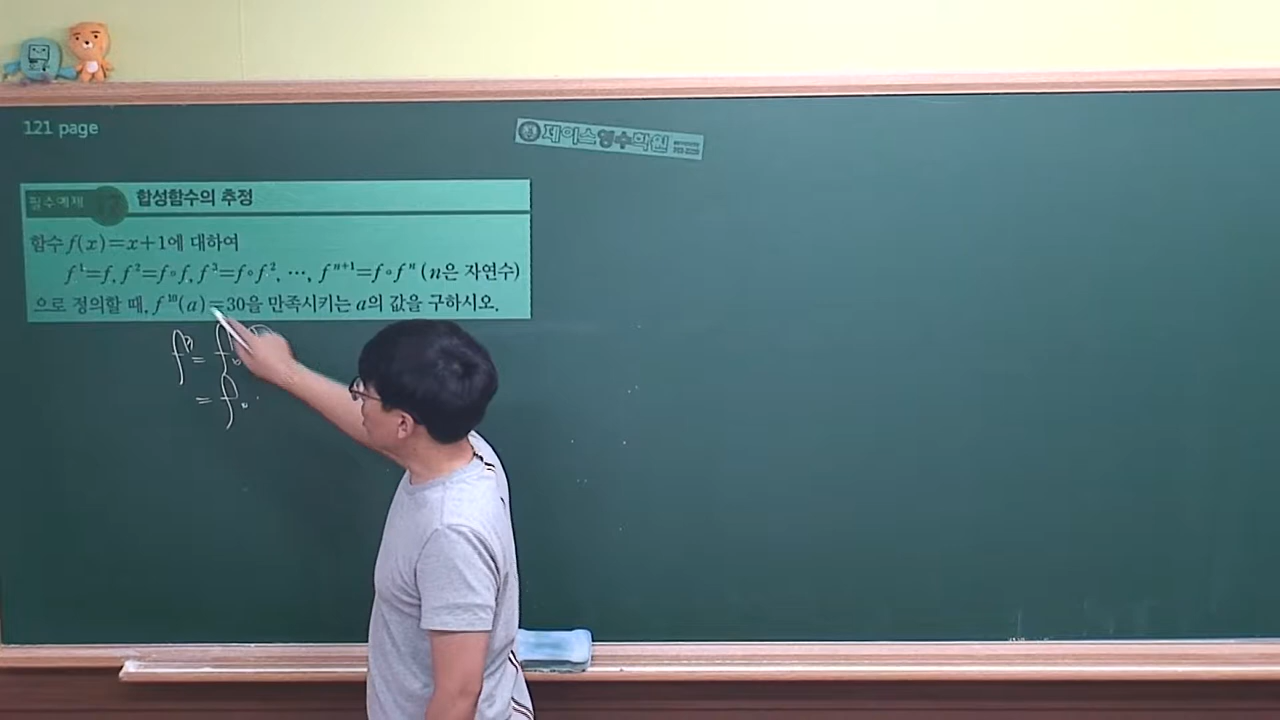 121 page
제이스영수학원
필수예제
합성함수의 추정
함수 f(x)=x+1에 대하여
f¹=f, f²=f∘f, f³=f∘f², ⋯, fⁿ⁺¹=f∘fⁿ (n은 자연수)
으로 정의할 때, f¹⁰(a)=30을 만족시키는 a의 값을 구하시오.
= f